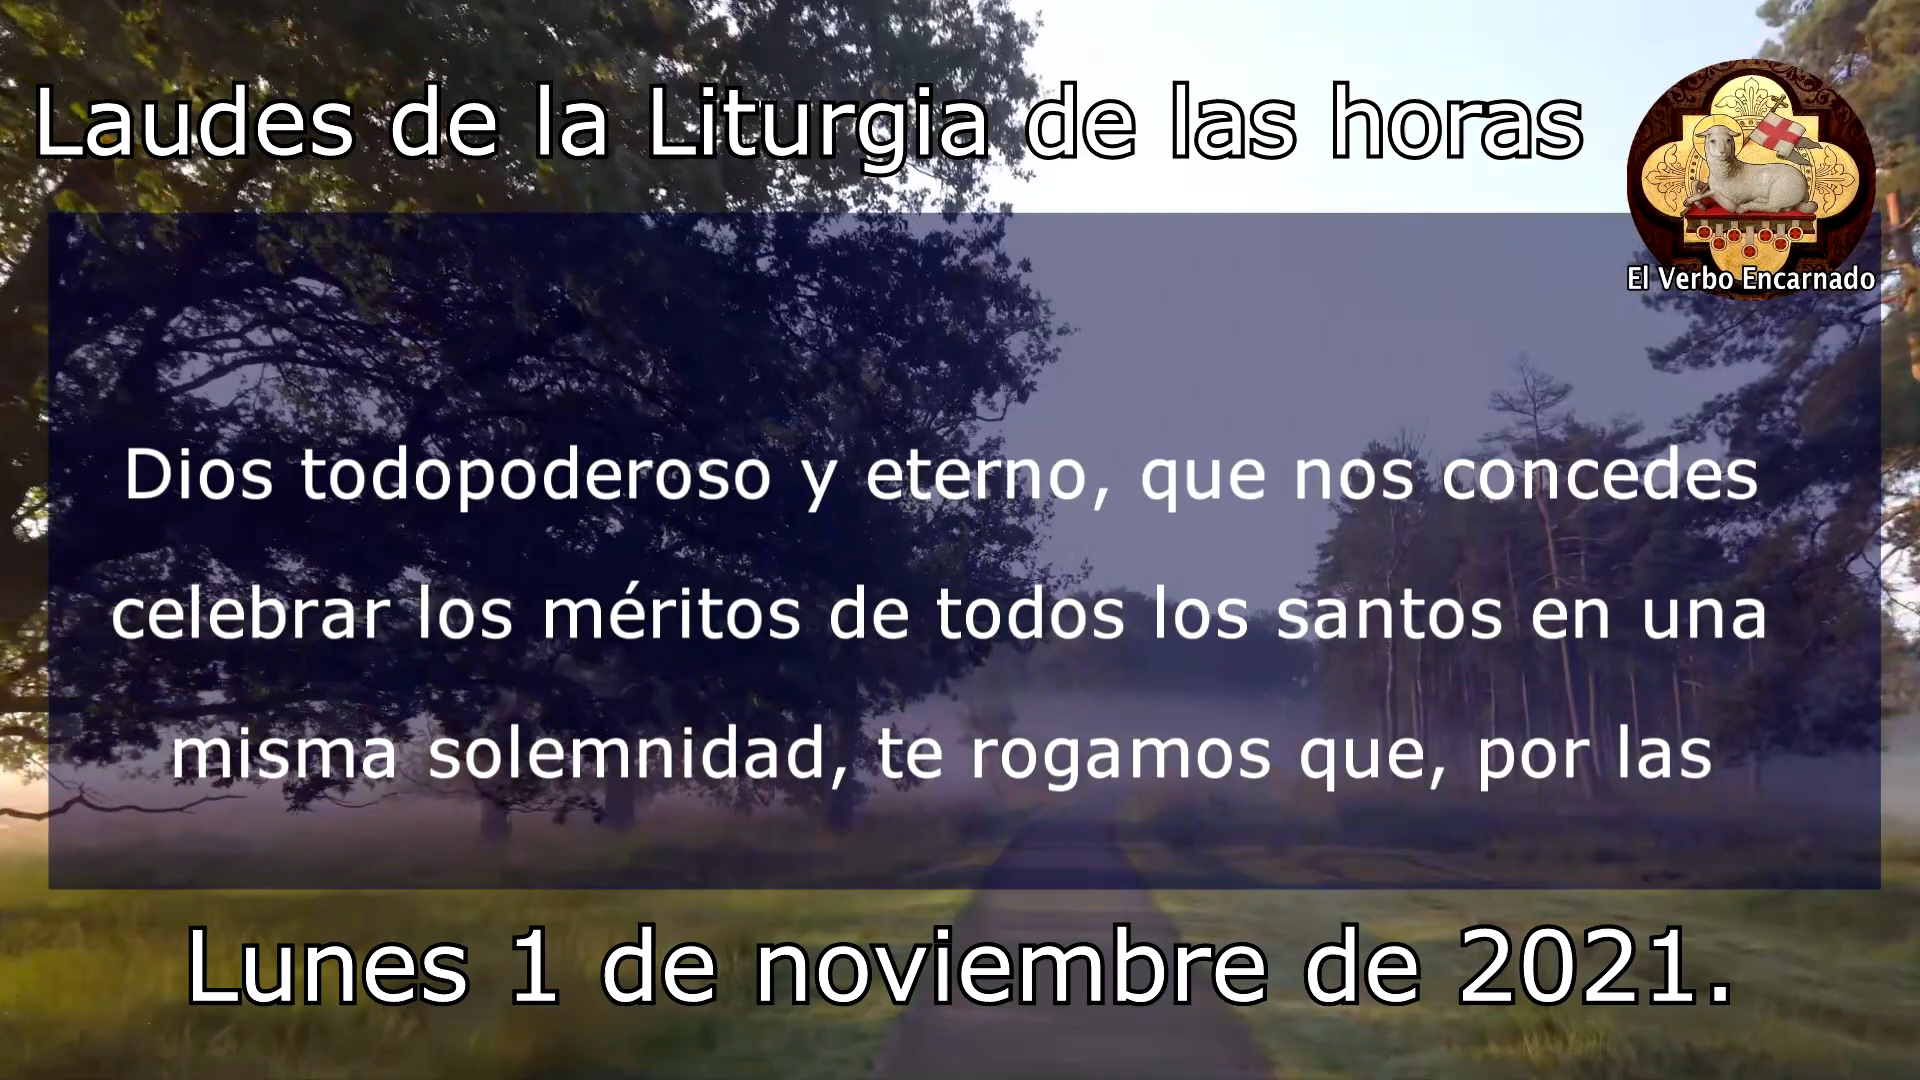 Laudes de la Liturgia de las horas
El Verbo Encarnado
Dios todopoderoso y eterno, que nos concedes
celebrar los méritos de todos los santos en una
misma solemnidad, te rogamos que, por las
Lunes 1 de noviembre de 2021.